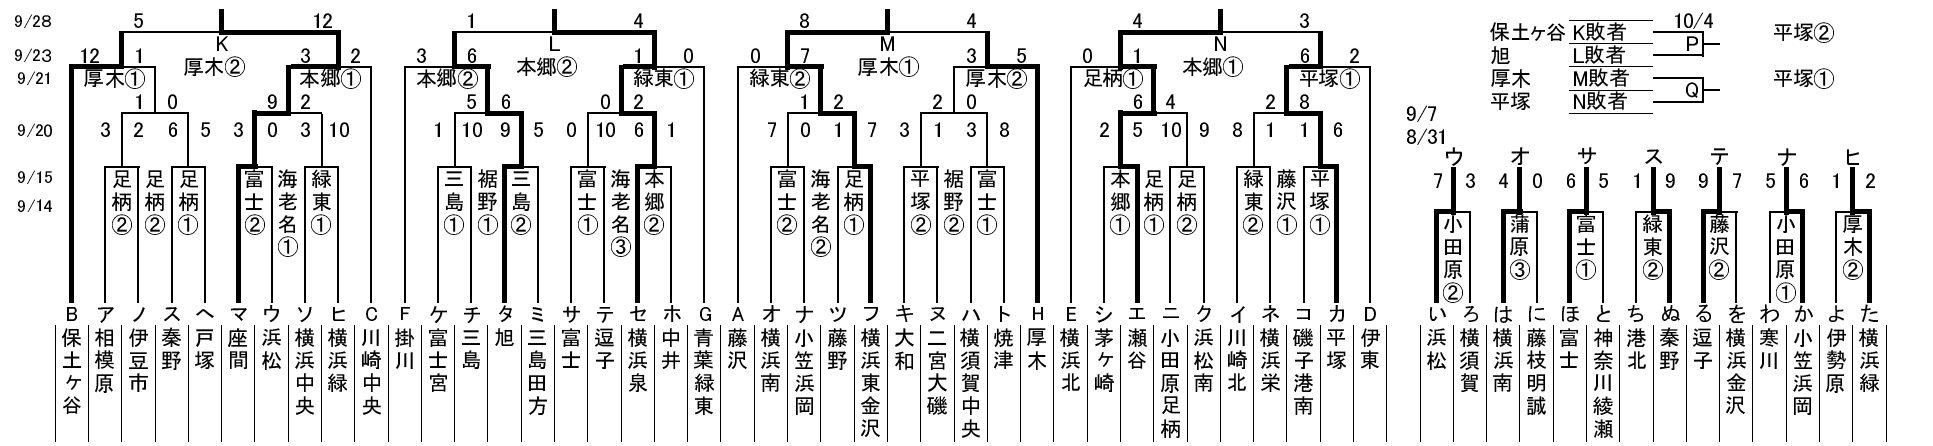 9/28 5 12 1 4 8 4 4 3 10/4
K L M N
保土ヶ谷 K敗者 P 平塚②
旭 L敗者
厚木 M敗者 Q 平塚①
平塚 N敗者
9/23 12 1 3 2 3 6 1 0 0 7 3 5 0 1 6 2
厚木② 本郷② 厚木① 本郷①
9/21 厚木① 本郷① 本郷② 緑東① 緑東② 厚木② 足柄① 平塚①
1 0 9 2 5 6 0 2 1 2 2 0 6 4 2 8
9/20 3 2 6 5 3 0 3 10 1 10 9 5 0 10 6 1 7 0 1 7 3 1 3 8 2 5 10 9 8 1 1 6
9/7
8/31
ウ オ サ ス テ ナ ヒ
9/15
9/14
足柄② 足柄② 足柄① 富士② 海老名① 緑東① 三島① 裾野① 三島② 富士① 海老名③ 本郷② 富士② 海老名② 足柄① 平塚② 裾野② 富士① 本郷① 足柄① 足柄② 緑東② 藤沢① 平塚①
7 3 4 0 6 5 1 9 9 7 5 6 1 2
小田原② 蒲原③ 富士① 緑東② 藤沢② 小田原① 厚木②
B 保土ヶ谷
ア 相模原
ノ 伊豆市
ス 秦野
ヘ 戸塚
マ 座間
ウ 浜松
ソ 横浜中央
ヒ 横浜緑
C 川崎中央
F 掛川
ケ 富士宮
チ 三島
タ 旭
ミ 三島田方
サ 富士
テ 逗子
セ 横浜泉
ホ 中井
G 青葉緑東
A 藤沢
オ 横浜南
ナ 小笠浜岡
ツ 藤野
フ 横浜東金沢
キ 大和
ヌ 二宮大磯
ハ 横須賀中央
ト 焼津
H 厚木
E 横浜北
シ 茅ヶ崎
エ 瀬谷
ニ 小田原足柄
ク 浜松南
イ 川崎北
ネ 横浜栄
コ 磯子港南
カ 平塚
D 伊東
い 浜松
ろ 横須賀
は 横浜南
に 藤枝明誠
ほ 富士
と 神奈川綾瀬
ち 港北
ぬ 秦野
る 逗子
を 横浜金沢
わ 寒川
か 小笠浜岡
よ 伊勢原
た 横浜緑